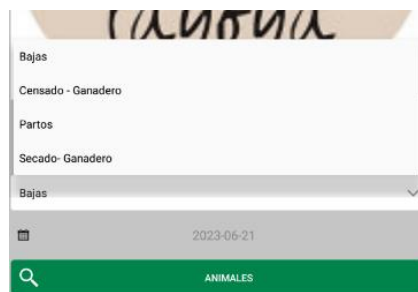 Bajas
Censado - Ganadero
Partos
Secado- Ganadero
Bajas
2023-06-21
ANIMALES